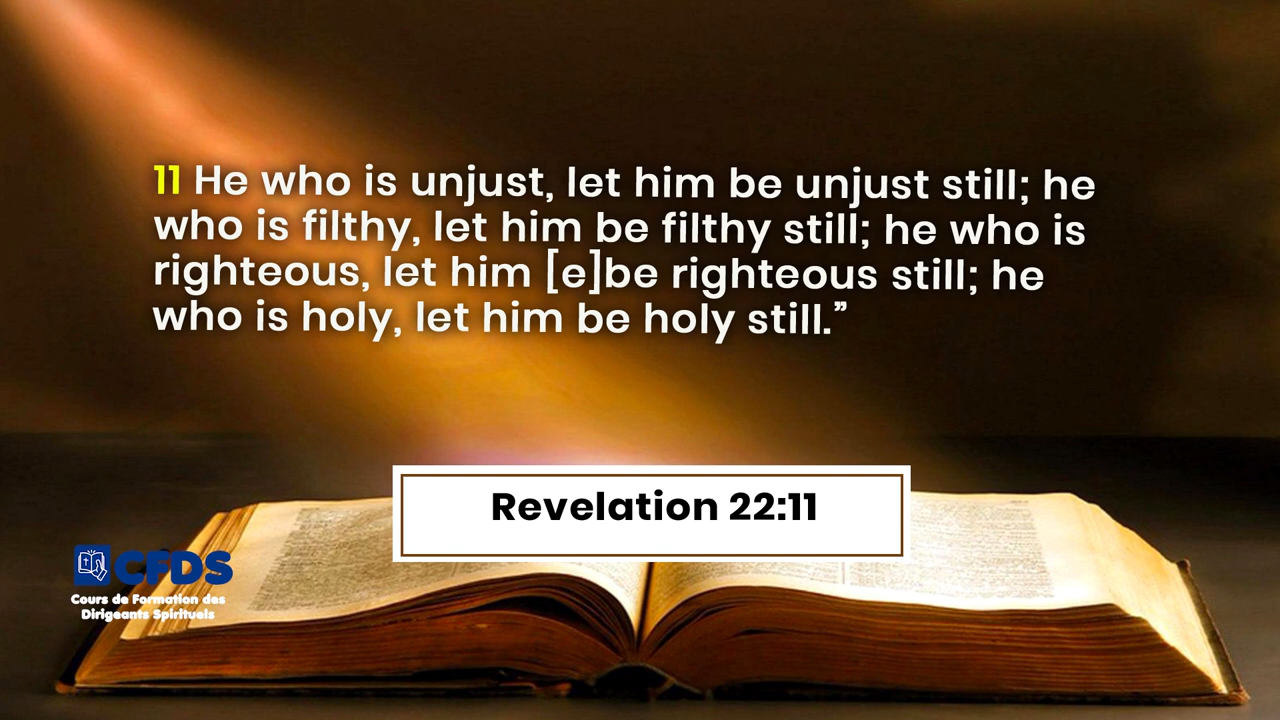 11 He who is unjust, let him be unjust still; he
who is filthy, let him be filthy still; he who is
righteous, let him [e]be righteous still; he
who is holy, let him be holy still.”
Revelation 22:11
CFDS
Cours de Formation des
Dirigeants Spirituels